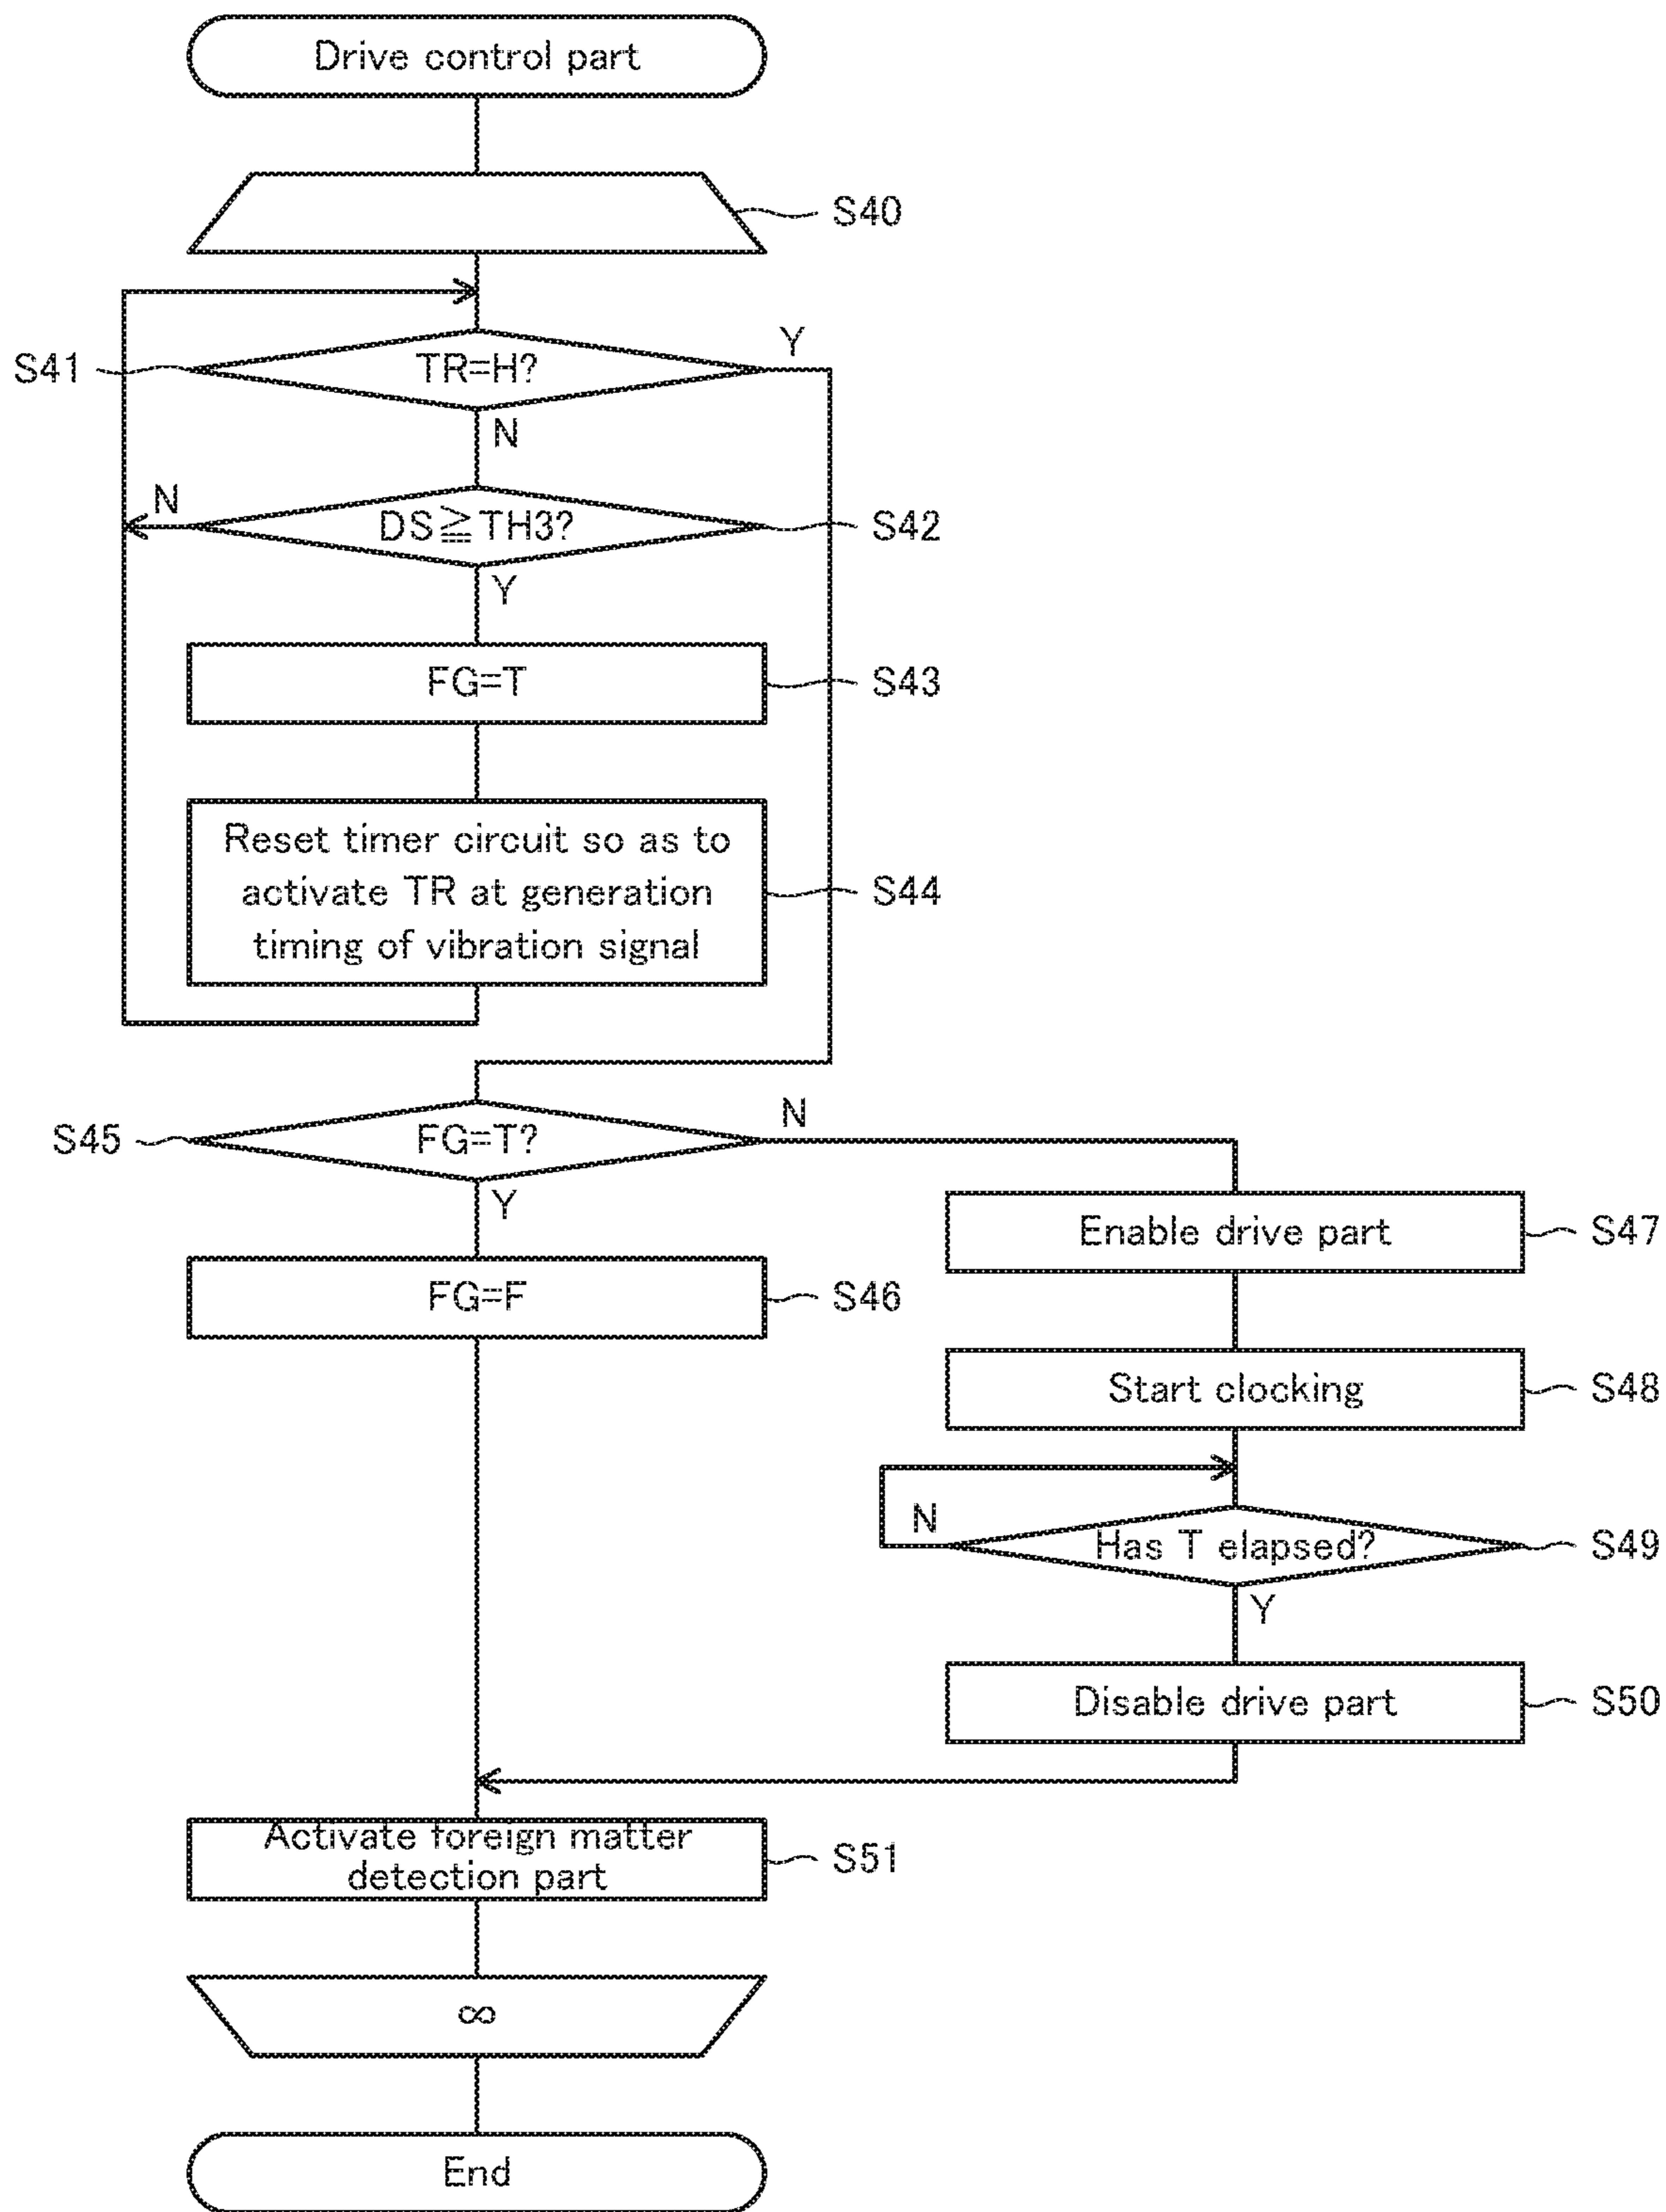 Drive control part
S40
S41
TR=H?
Y
N
N
DS≧TH3?
S42
Y
FG=T
S43
Reset timer circuit so as to
activate TR at generation
timing of vibration signal
S44
S45
FG=T?
N
Y
Enable drive part
S47
FG=F
S46
Start clocking
S48
N
Has T elapsed?
S49
Y
Disable drive part
S50
Activate foreign matter
detection part
S51
∞
End